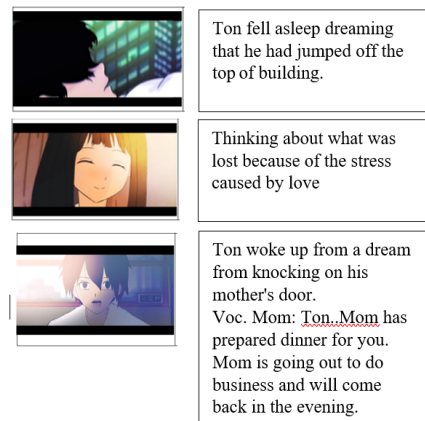 Ton fell asleep dreaming
that he had jumped off the
top of building.
Thinking about what was
lost because of the stress
caused by love
Ton woke up from a dream
from knocking on his
mother's door.
Voc. Mom: Ton..Mom has
prepared dinner for you.
Mom is going out to do
business and will come
back in the evening.